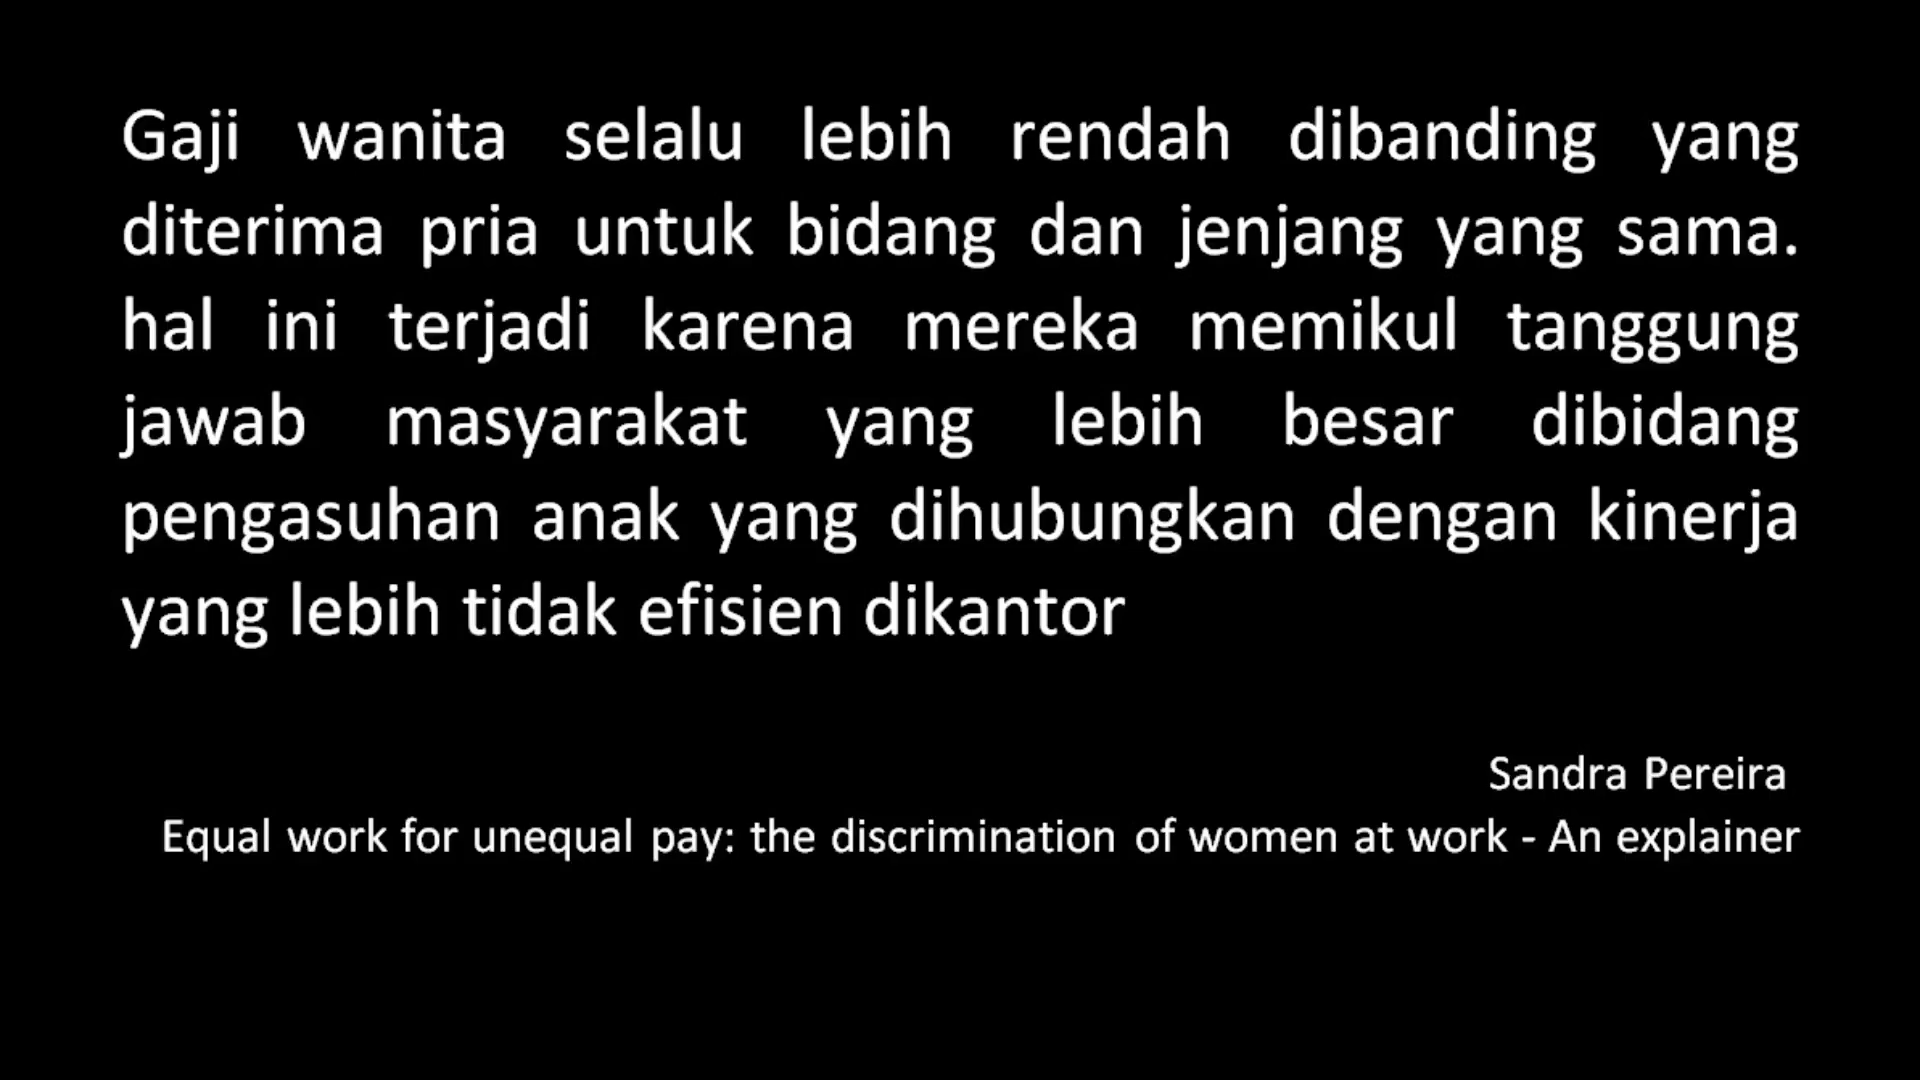 Gaji wanita selalu lebih rendah dibanding yang
diterima pria untuk bidang dan jenjang yang sama.
hal ini terjadi karena mereka memikul tanggung
jawab masyarakat yang lebih besar dibidang
pengasuhan anak yang dihubungkan dengan kinerja
yang lebih tidak efisien dikantor
Sandra Pereira
Equal work for unequal pay: the discrimination of women at work - An explainer